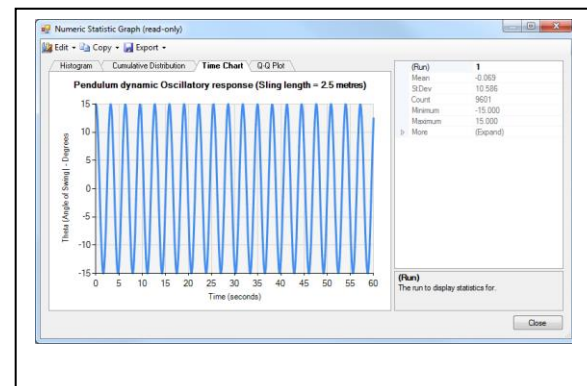 Numeric Statistic Graph (read-only)
Edit Copy Export
Histogram Cumulative Distribution Time Chart Q-Q Plot
Pendulum dynamic Oscillatory response (Sling length = 2.5 metres)
Theta (Angle of Swing) - Degrees
15
10
5
0
-5
-10
-15
0 5 10 15 20 25 30 35 40 45 50 55 60
Time (seconds)
(Run) 1
Mean -0.069
StDev 10.586
Count 9601
Minimum -15.000
Maximum 15.000
More (Expand)
(Run)
The run to display statistics for.
Close